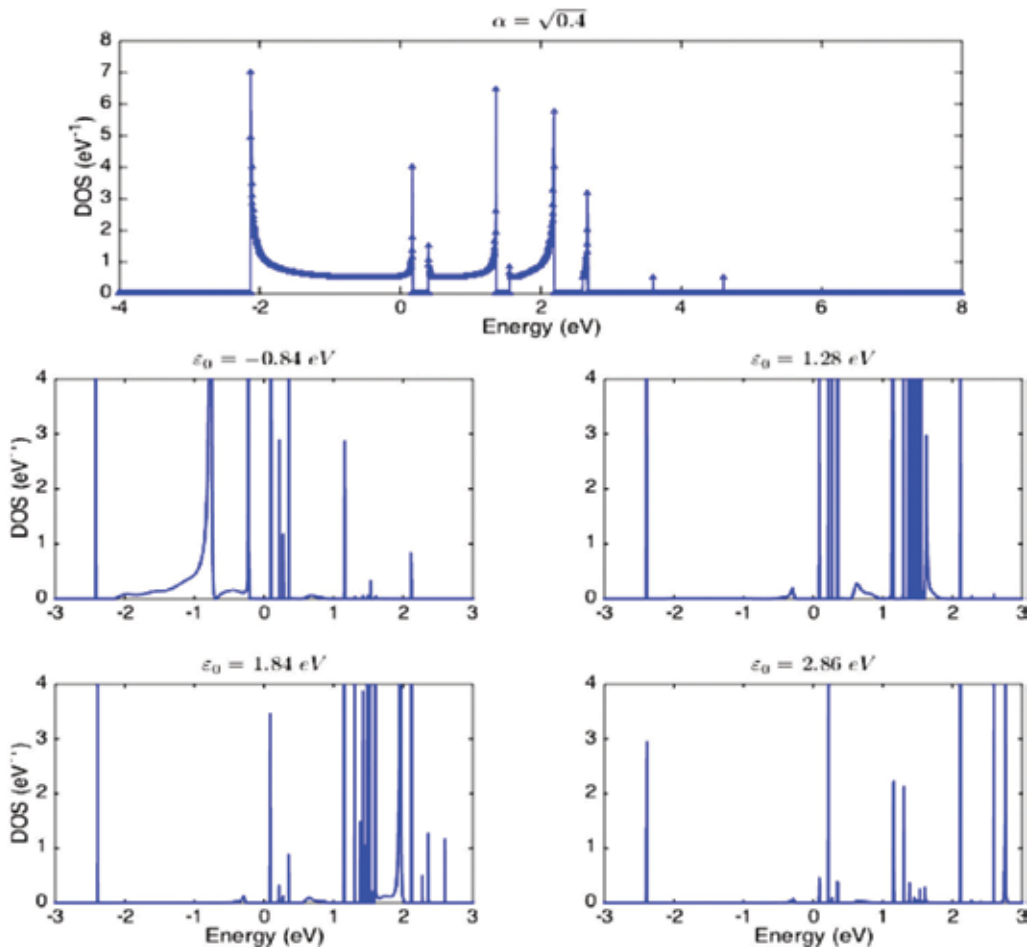 α = √0.4
8
7
6
5
4
3
2
1
0
DOS (eV⁻¹)
-4 -2 0 2 4 6 8
Energy (eV)
ε₀ = −0.84 eV
4
3
2
1
0
DOS (eV⁻¹)
-3 -2 -1 0 1 2 3
ε₀ = 1.28 eV
4
3
2
1
0
-3 -2 -1 0 1 2 3
ε₀ = 1.84 eV
4
3
2
1
0
DOS (eV⁻¹)
-3 -2 -1 0 1 2 3
Energy (eV)
ε₀ = 2.86 eV
4
3
2
1
0
-3 -2 -1 0 1 2 3
Energy (eV)